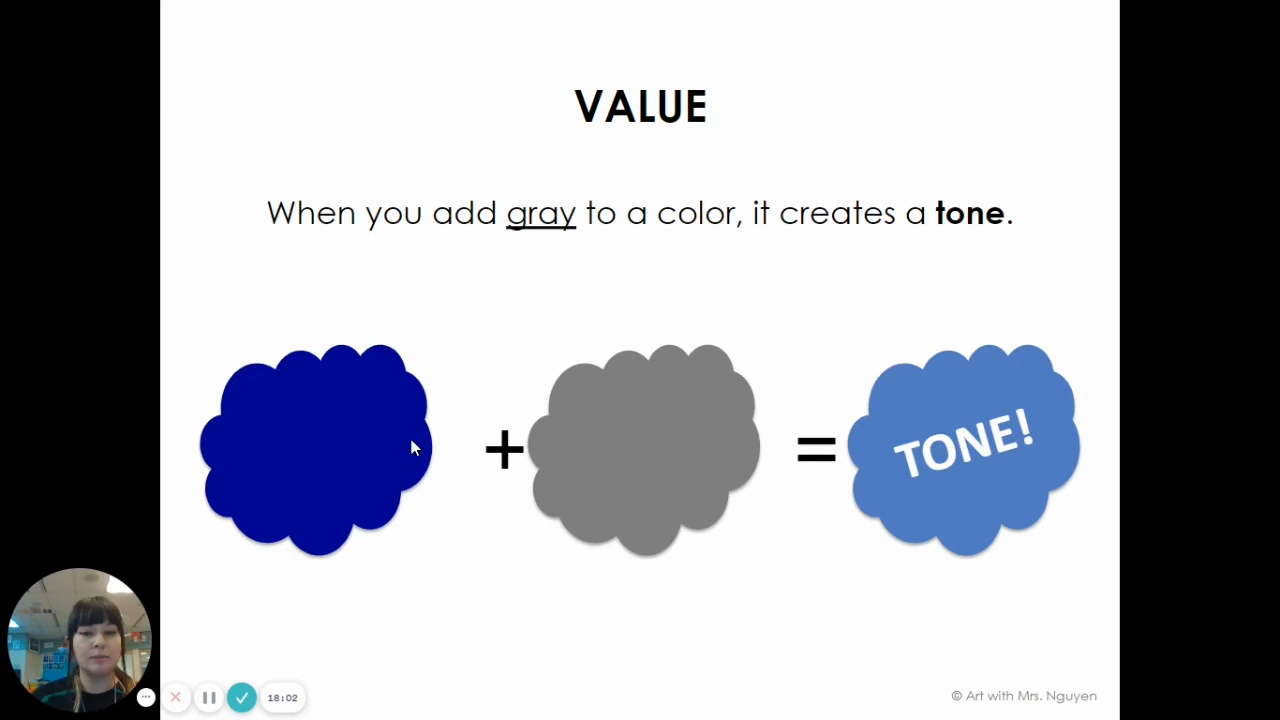 VALUE
When you add gray to a color, it creates a tone.
+
=
TONE!
18:02
© Art with Mrs. Nguyen